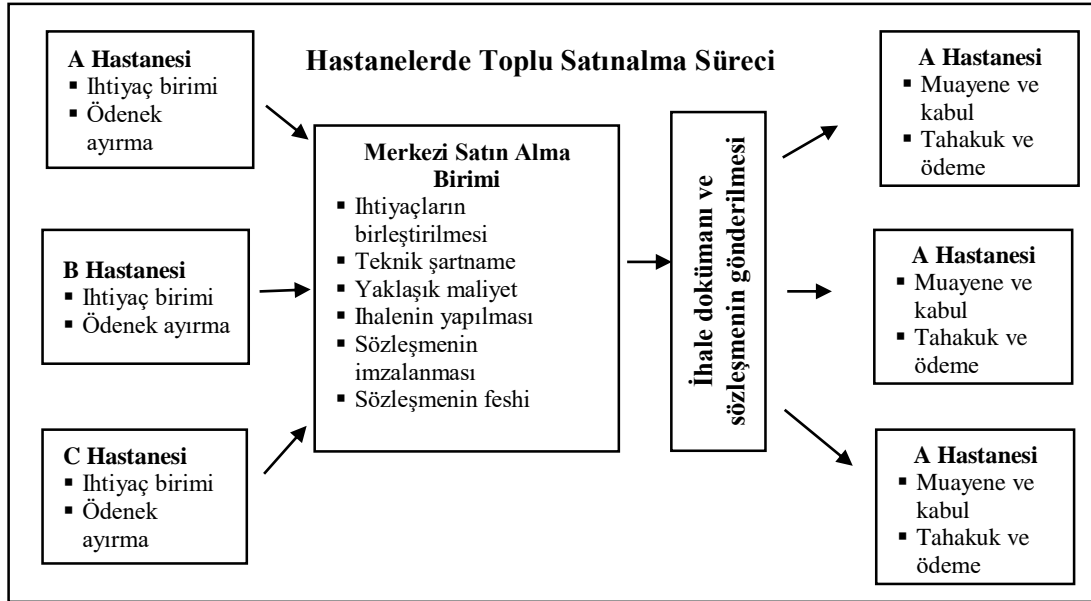 Hastanelerde Toplu Satınalma Süreci
A Hastanesi
▪ Ihtiyaç birimi
▪ Ödenek
ayırma
B Hastanesi
▪ Ihtiyaç birimi
▪ Ödenek ayırma
C Hastanesi
▪ Ihtiyaç birimi
▪ Ödenek
ayırma
Merkezi Satın Alma
Birimi
▪ Ihtiyaçların
birleştirilmesi
▪ Teknik şartname
▪ Yaklaşık maliyet
▪ Ihalenin yapılması
▪ Sözleşmenin
imzalanması
▪ Sözleşmenin feshi
İhale dokümanı ve
sözleşmenin gönderilmesi
A Hastanesi
▪ Muayene ve
kabul
▪ Tahakuk ve
ödeme
A Hastanesi
▪ Muayene ve
kabul
▪ Tahakuk ve
ödeme
A Hastanesi
▪ Muayene ve
kabul
▪ Tahakuk ve
ödeme